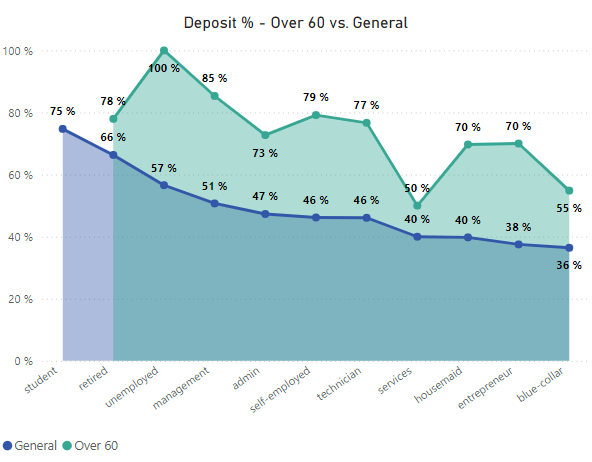 Deposit % - Over 60 vs. General
100 %
80 %
60 %
40 %
20 %
0 %
75 %
78 %
66 %
100 %
57 %
85 %
51 %
73 %
47 %
79 %
46 %
77 %
46 %
50 %
40 %
70 %
40 %
70 %
38 %
55 %
36 %
student
retired
unemployed
management
admin
self-employed
technician
services
housemaid
entrepreneur
blue-collar
General Over 60